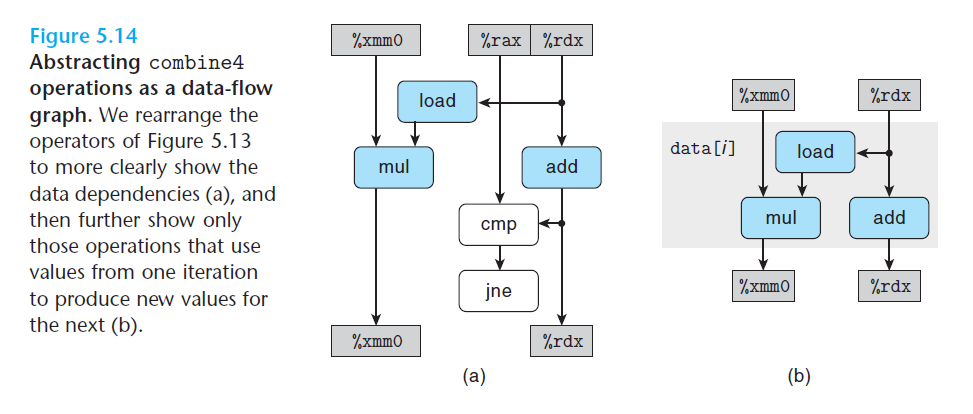 Figure 5.14
Abstracting combine4
operations as a data-flow
graph. We rearrange the
operators of Figure 5.13
to more clearly show the
data dependencies (a), and
then further show only
those operations that use
values from one iteration
to produce new values for
the next (b).
%xmm0 %rax %rdx
load
mul add
cmp
jne
%xmm0 %rdx
(a)
%xmm0 %rdx
data[i] load
mul add
%xmm0 %rdx
(b)